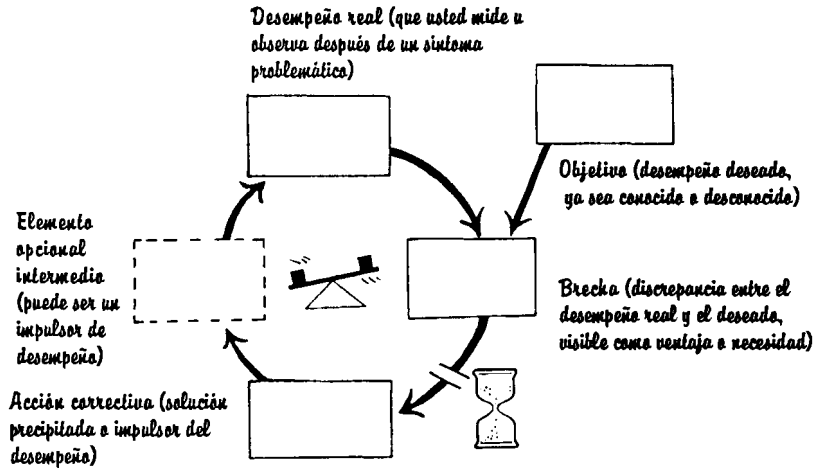 Desempeño real (que usted mide u
observa después de un síntoma
problemático)
Objetivo (desempeño deseado,
ya sea conocido o desconocido)
Elemento
opcional
intermedio
(puede ser un
impulsor de
desempeño)
Brecha (discrepancia entre el
desempeño real y el deseado,
visible como ventaja o necesidad)
Acción correctiva (solución
precipitada o impulsor del
desempeño)